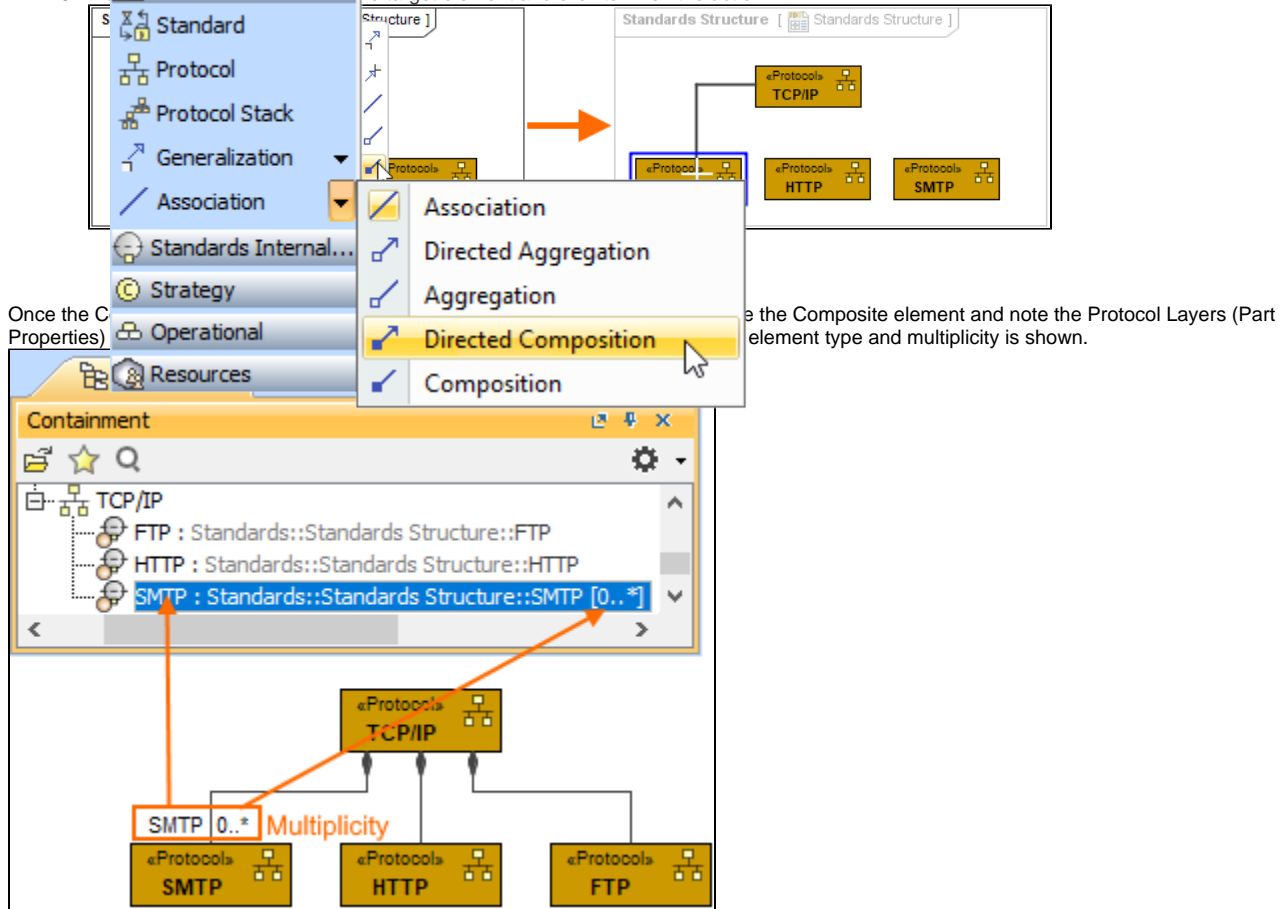 Standard
Structure ]
Standards Structure [ Standards Structure ]
Protocol
«Protocol»
TCP/IP
Protocol Stack
Generalization
Protocol»
«Protocol»
«Protocol»
HTTP
«Protocol»
SMTP
Association
Association
Standards Internal...
Directed Aggregation
Strategy
Aggregation
Once the C
e the Composite element and note the Protocol Layers (Part
Properties)
Operational
Directed Composition
element type and multiplicity is shown.
Resources
Composition
Containment
TCP/IP
FTP : Standards::Standards Structure::FTP
HTTP : Standards::Standards Structure::HTTP
SMTP : Standards::Standards Structure::SMTP [0..*]
«Protocol»
TCP/IP
SMTP 0..* Multiplicity
«Protocol»
SMTP
«Protocol»
HTTP
«Protocol»
FTP